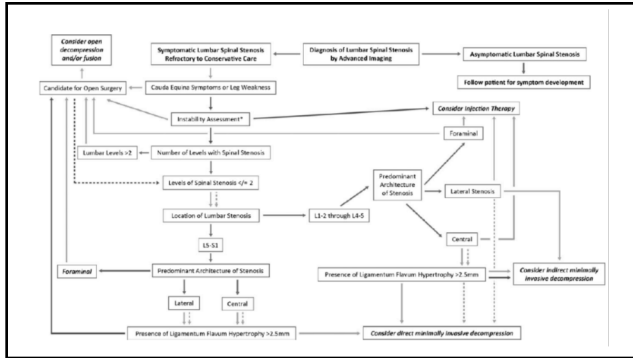 Consider open
decompression
and/or fusion
Symptomatic Lumbar Spinal Stenosis
Refractory to Conservative Care
Diagnosis of Lumbar Spinal Stenosis
by Advanced Imaging
Asymptomatic Lumbar Spinal Stenosis
Follow patient for symptom development
Candidate for Open Surgery
Cauda Equina Symptoms or Leg Weakness
Consider Injection Therapy
Instability Assessment*
Foraminal
Lumbar Levels >2
Number of Levels with Spinal Stenosis
Predominant
Architecture
of Stenosis
Levels of Spinal Stenosis </= 2
Lateral Stenosis
Location of Lumbar Stenosis
L1-2 through L4-5
Central
L5-S1
Foraminal
Predominant Architecture of Stenosis
Presence of Ligamentum Flavum Hypertrophy >2.5mm
Consider indirect minimally
invasive decompression
Lateral
Central
Presence of Ligamentum Flavum Hypertrophy >2.5mm
Consider direct minimally invasive decompression